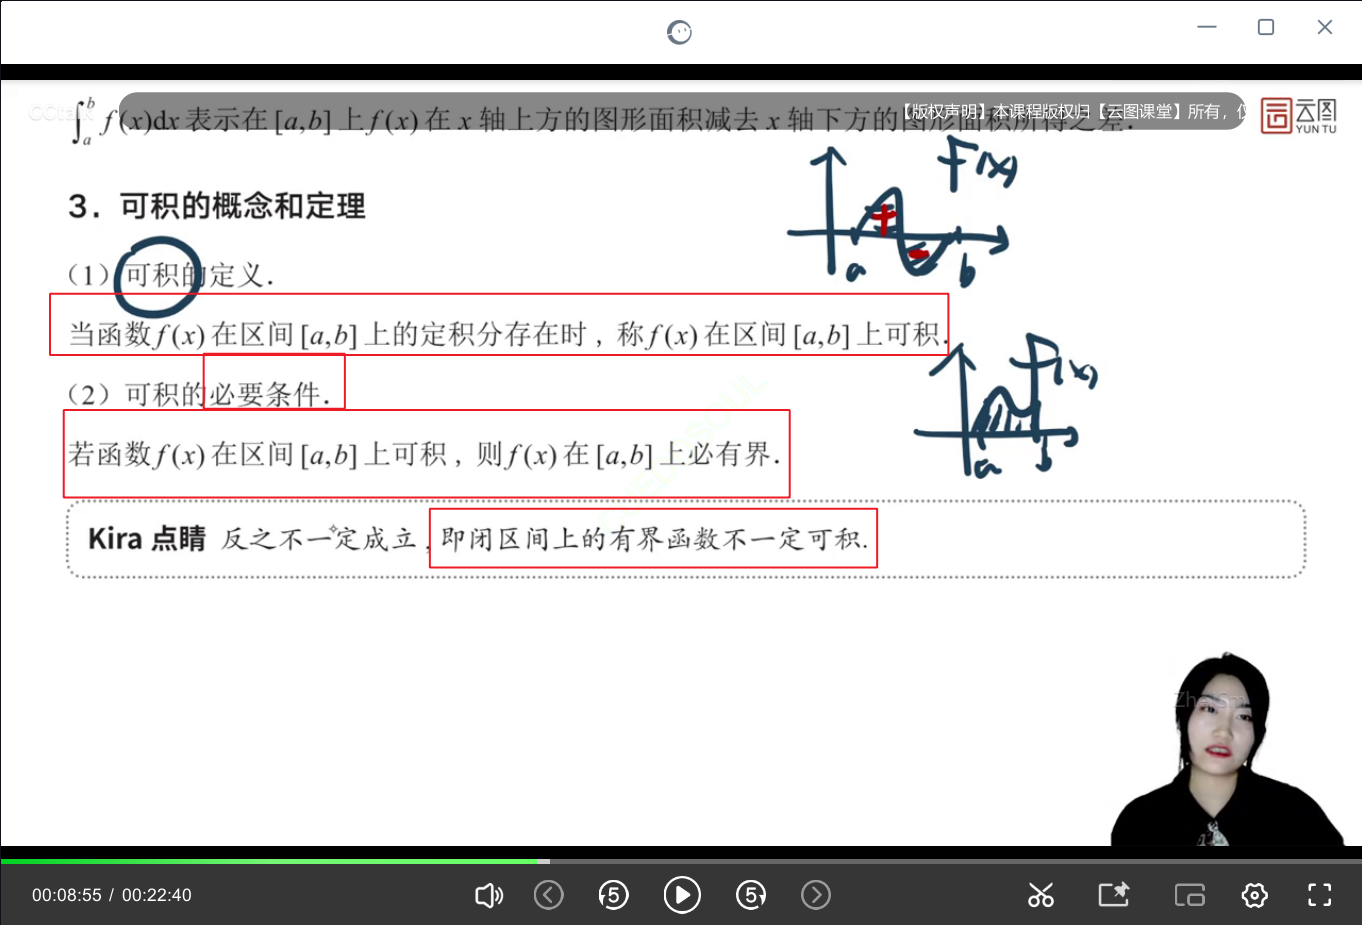 【版权声明】本课程版权归【云图课堂】所有，仅
云图
YUN TU
∫_a^b f(x)dx 表示在 [a,b] 上 f(x) 在 x 轴上方的图形面积减去 x 轴下方的图形面积所得之差.
3. 可积的概念和定理
f(x)
a
b
(1) 可积的定义.
当函数 f(x) 在区间 [a,b] 上的定积分存在时, 称 f(x) 在区间 [a,b] 上可积.
f(x)
a
b
(2) 可积的必要条件.
若函数 f(x) 在区间 [a,b] 上可积, 则 f(x) 在 [a,b] 上必有界.
Kira 点睛 反之不一定成立, 即闭区间上的有界函数不一定可积.
00:08:55 / 00:22:40
5
5